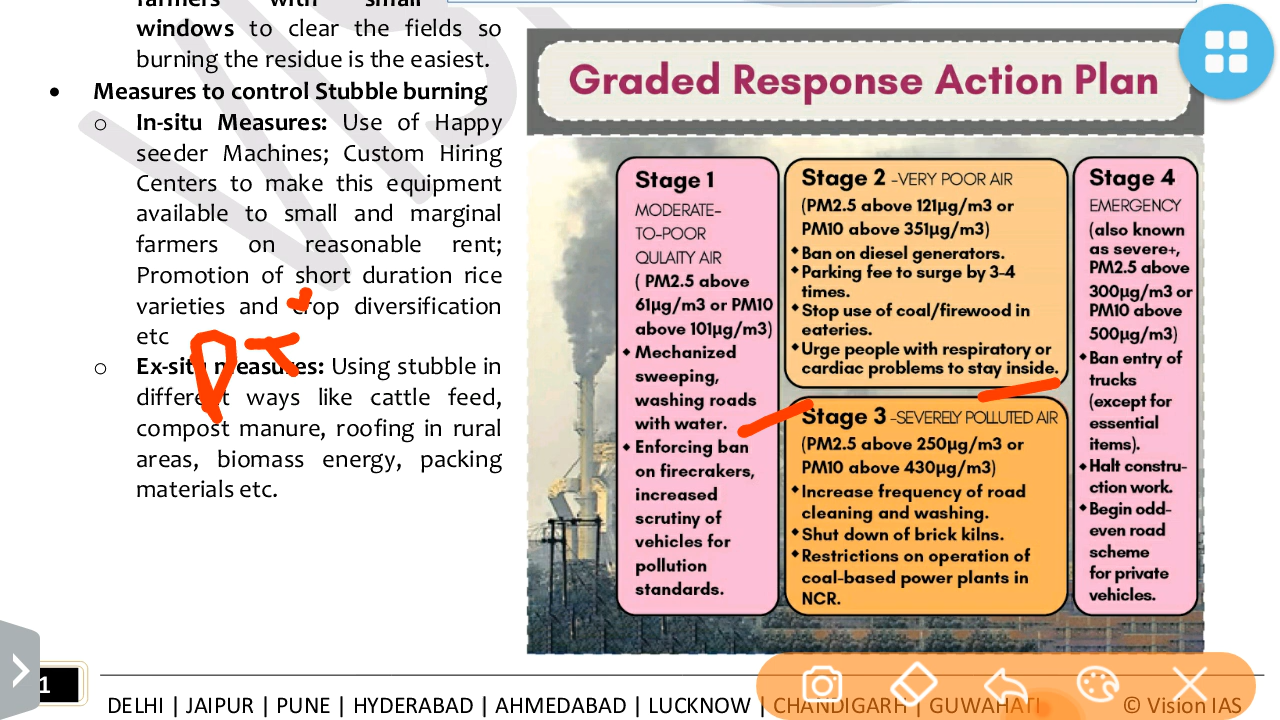 farmers with small
windows to clear the fields so
burning the residue is the easiest.
• Measures to control Stubble burning
o In-situ Measures: Use of Happy
seeder Machines; Custom Hiring
Centers to make this equipment
available to small and marginal
farmers on reasonable rent;
Promotion of short duration rice
varieties and crop diversification
etc
o Ex-situ measures: Using stubble in
different ways like cattle feed,
compost manure, roofing in rural
areas, biomass energy, packing
materials etc.
Graded Response Action Plan
Stage 1
MODERATE-
TO-POOR
QULAITY AIR
( PM2.5 above
61µg/m3 or PM10
above 101µg/m3)
◆ Mechanized
sweeping,
washing roads
with water.
◆ Enforcing ban
on firecrakers,
increased
scrutiny of
vehicles for
pollution
standards.
Stage 2 -VERY POOR AIR
(PM2.5 above 121µg/m3 or
PM10 above 351µg/m3)
◆ Ban on diesel generators.
◆ Parking fee to surge by 3-4
times.
◆ Stop use of coal/firewood in
eateries.
◆ Urge people with respiratory or
cardiac problems to stay inside.
Stage 3 -SEVERELY POLLUTED AIR
(PM2.5 above 250µg/m3 or
PM10 above 430µg/m3)
◆ Increase frequency of road
cleaning and washing.
◆ Shut down of brick kilns.
◆ Restrictions on operation of
coal-based power plants in
NCR.
Stage 4
EMERGENCY
(also known
as severe+,
PM2.5 above
300µg/m3 or
PM10 above
500µg/m3)
◆ Ban entry of
trucks
(except for
essential
items).
◆ Halt constru-
ction work.
◆ Begin odd-
even road
scheme
for private
vehicles.
1
DELHI | JAIPUR | PUNE | HYDERABAD | AHMEDABAD | LUCKNOW | CHANDIGARH | GUWAHATI
© Vision IAS